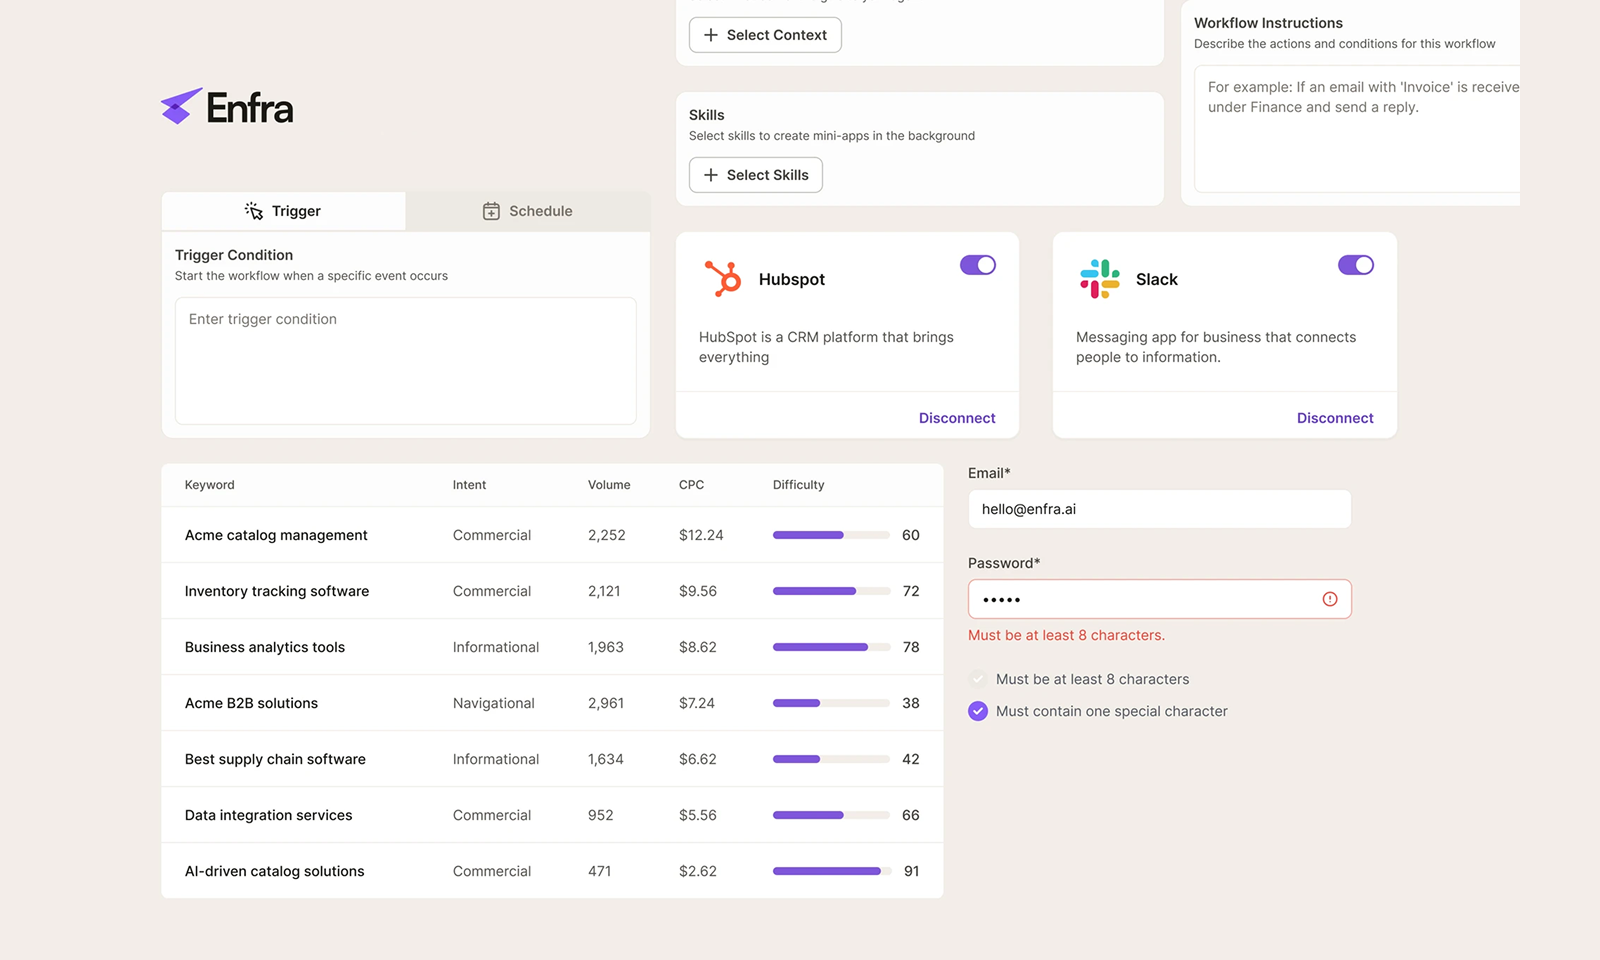 Select Context
Workflow Instructions
Describe the actions and conditions for this workflow
For example: If an email with 'Invoice' is receive
under Finance and send a reply.
Enfra
Skills
Select skills to create mini-apps in the background
Select Skills
Trigger
Schedule
Trigger Condition
Start the workflow when a specific event occurs
Enter trigger condition
Hubspot
HubSpot is a CRM platform that brings
everything
Disconnect
Slack
Messaging app for business that connects
people to information.
Disconnect
Keyword Intent Volume CPC Difficulty
Acme catalog management Commercial 2,252 $12.24 60
Inventory tracking software Commercial 2,121 $9.56 72
Business analytics tools Informational 1,963 $8.62 78
Acme B2B solutions Navigational 2,961 $7.24 38
Best supply chain software Informational 1,634 $6.62 42
Data integration services Commercial 952 $5.56 66
AI-driven catalog solutions Commercial 471 $2.62 91
Email*
hello@enfra.ai
Password*
Must be at least 8 characters.
Must be at least 8 characters
Must contain one special character